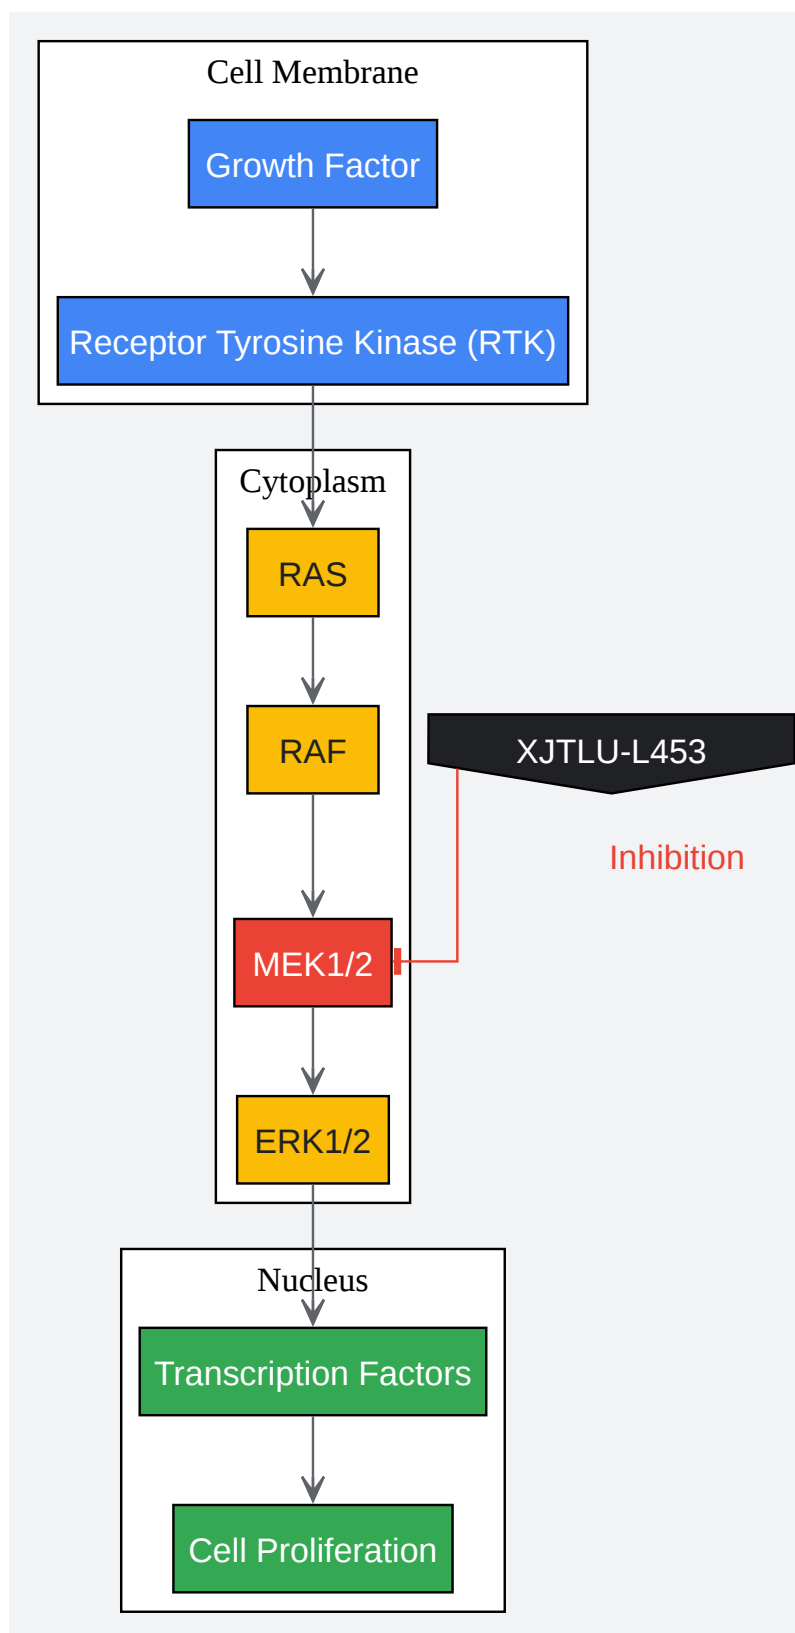 Cell Membrane
Growth Factor
Receptor Tyrosine Kinase (RTK)
Cytoplasm
RAS
RAF
XJTLU-L453
Inhibition
MEK1/2
ERK1/2
Nucleus
Transcription Factors
Cell Proliferation